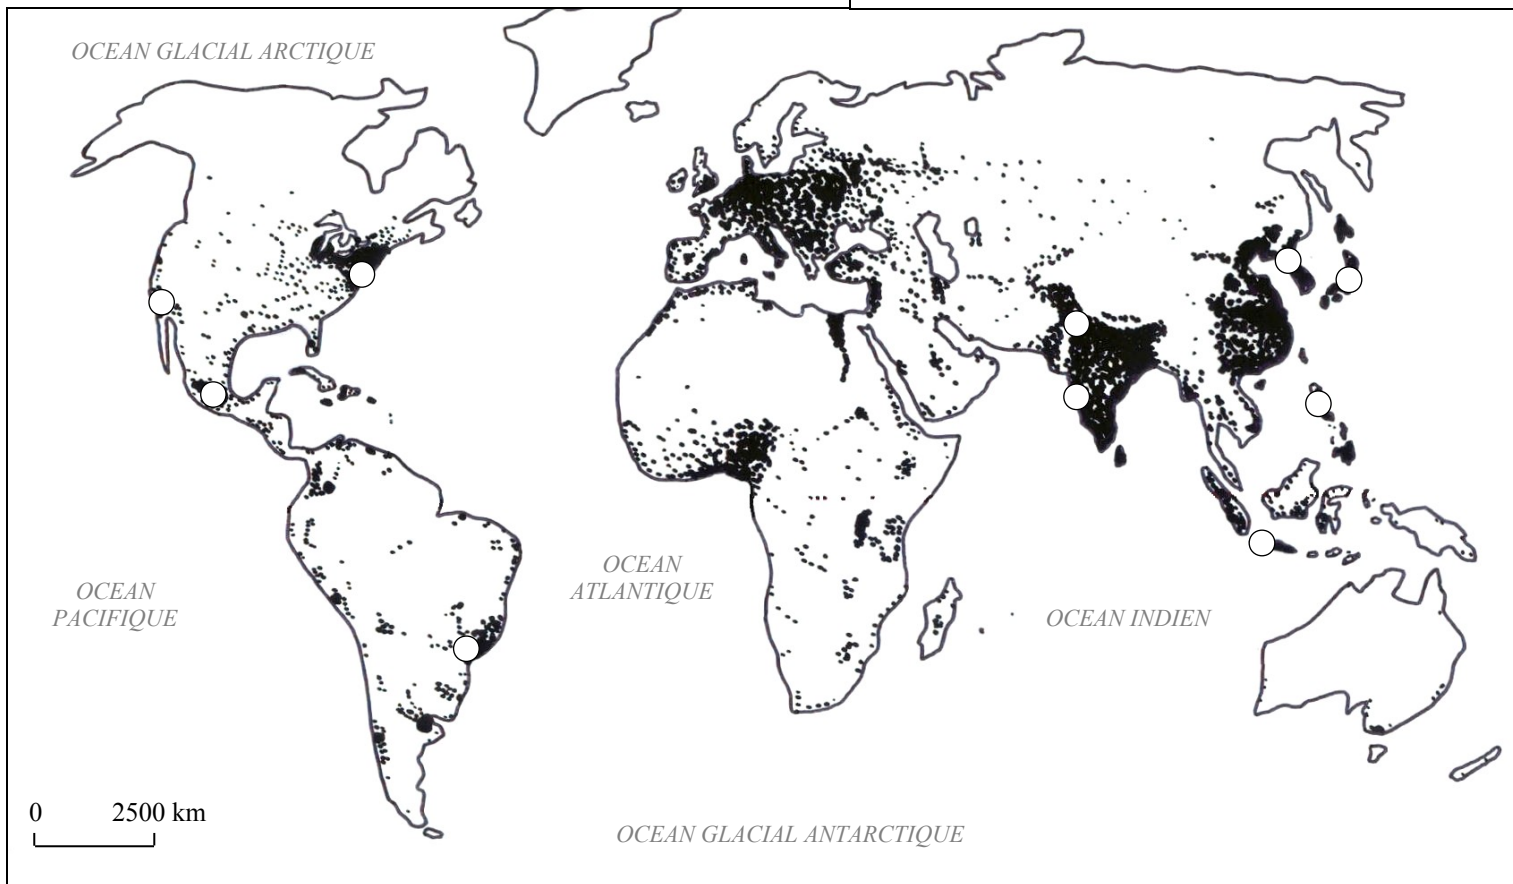 OCEAN GLACIAL ARCTIQUE
OCEAN
ATLANTIQUE
OCEAN
PACIFIQUE
OCEAN INDIEN
0 2500 km
OCEAN GLACIAL ANTARCTIQUE